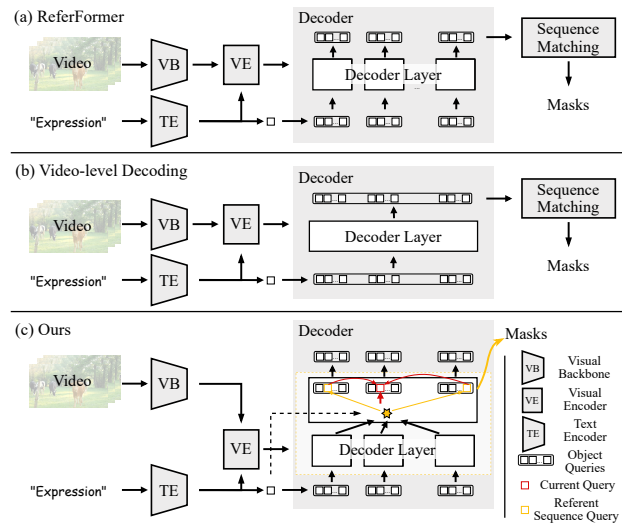 (a) ReferFormer
Decoder
Video
VB
VE
Decoder Layer
Sequence
Matching
"Expression"
TE
Masks
(b) Video-level Decoding
Decoder
Video
VB
VE
Decoder Layer
Sequence
Matching
"Expression"
TE
Masks
(c) Ours
Decoder
Masks
Video
VB
VE
Decoder Layer
"Expression"
TE
VB
Visual
Backbone
VE
Visual
Encoder
TE
Text
Encoder
Object
Queries
Current Query
Referent
Sequence Query